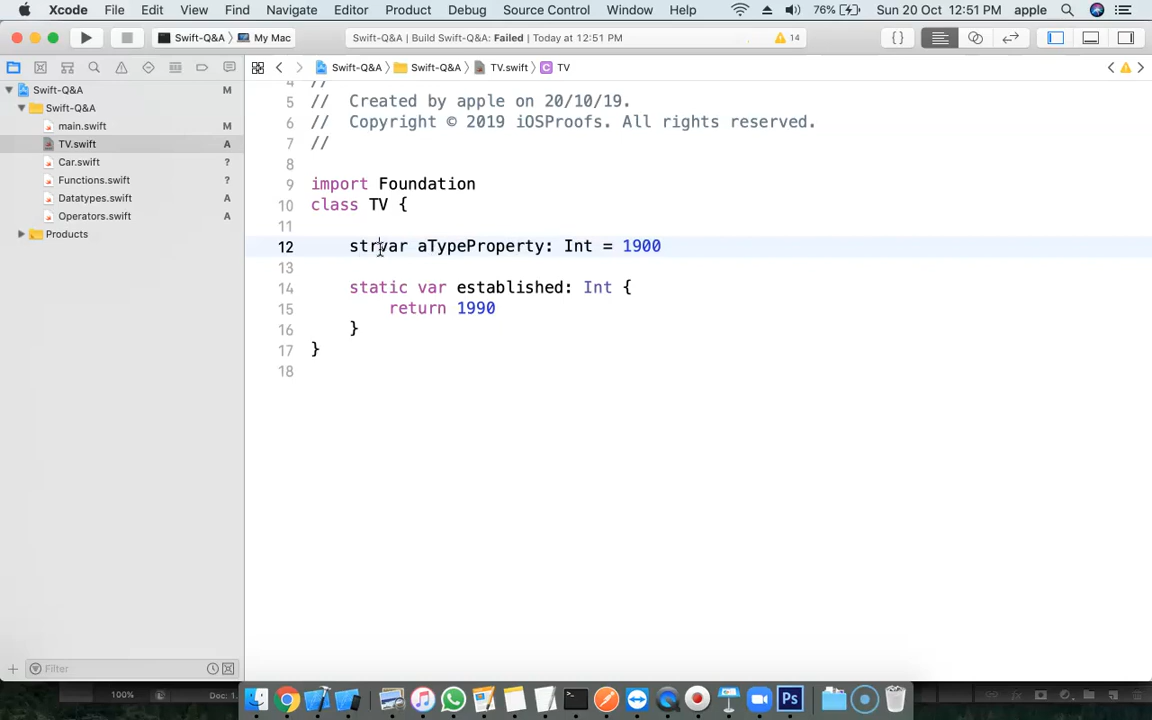 Xcode File Edit View Find Navigate Editor Product Debug Source Control Window Help 76% Sun 20 Oct 12:51 PM apple
Swift-Q&A My Mac Swift-Q&A | Build Swift-Q&A: Failed | Today at 12:51 PM 14
Swift-Q&A Swift-Q&A TV.swift C TV
Swift-Q&A M
Swift-Q&A
main.swift M
TV.swift A
Car.swift ?
Functions.swift ?
Datatypes.swift A
Operators.swift A
Products
Filter
4 //
5 // Created by apple on 20/10/19.
6 // Copyright © 2019 iOSProofs. All rights reserved.
7 //
8
9 import Foundation
10 class TV {
11
12 strvar aTypeProperty: Int = 1900
13
14 static var established: Int {
15 return 1990
16 }
17 }
18
100% Doc: 1.
Ps